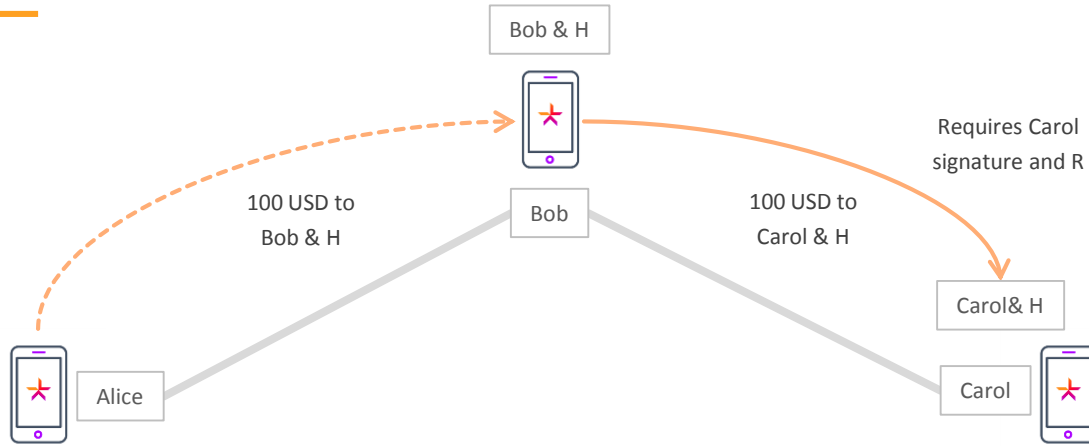 Bob & H
Requires Carol
signature and R
100 USD to
Bob & H
Bob
100 USD to
Carol & H
Carol& H
Alice
Carol